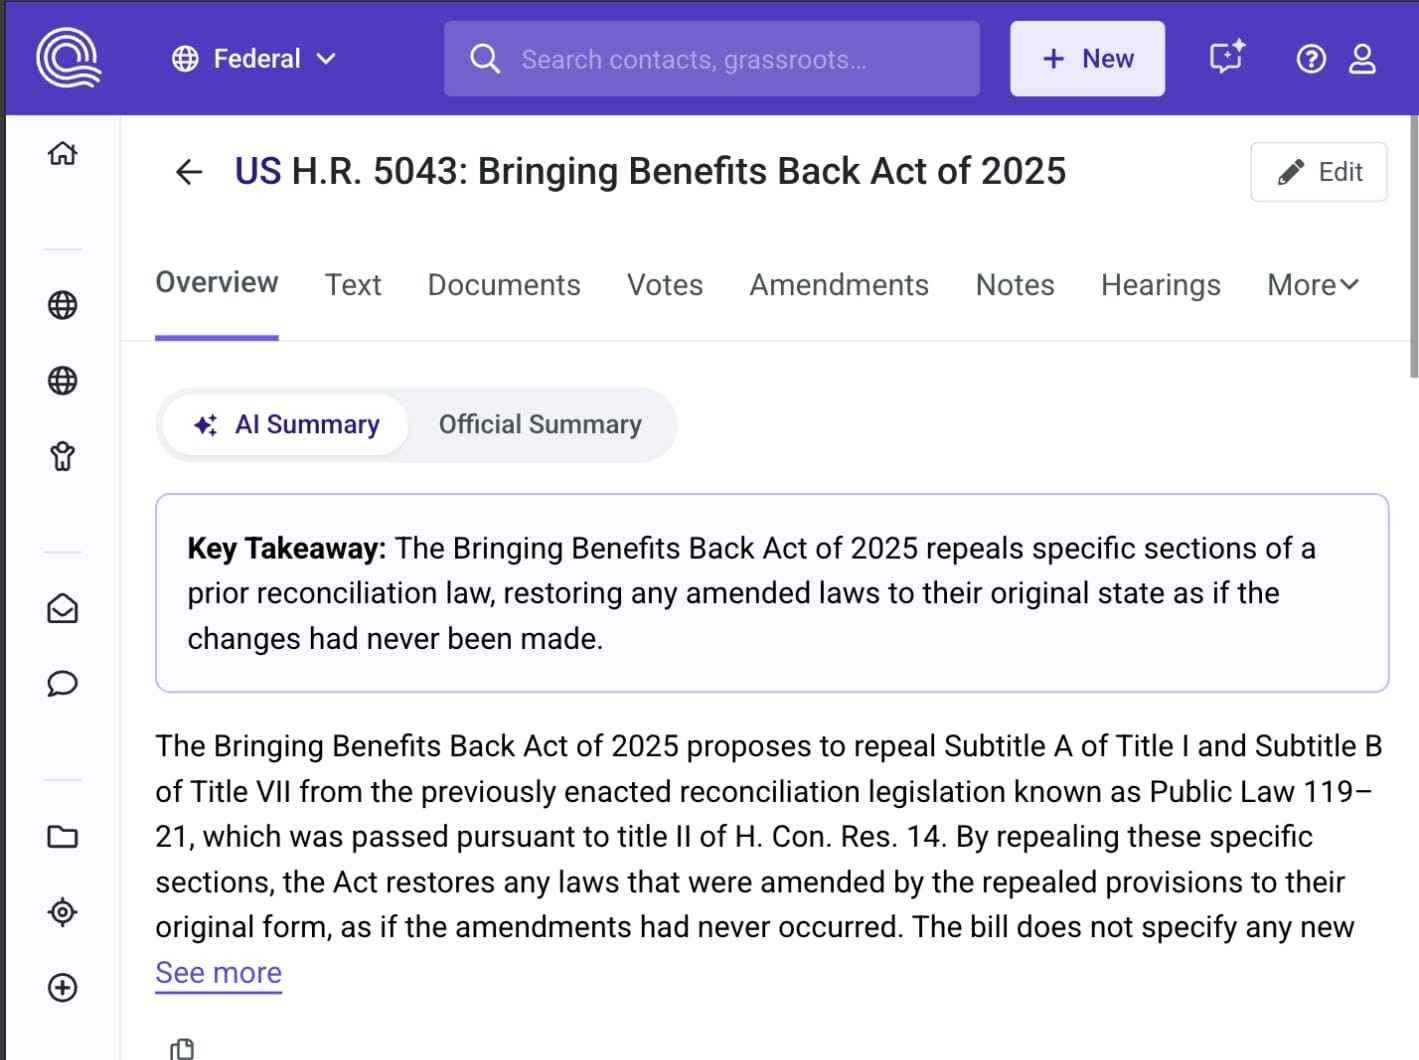 Federal
Search contacts, grassroots...
+ New
US H.R. 5043: Bringing Benefits Back Act of 2025
Edit
Overview Text Documents Votes Amendments Notes Hearings More
AI Summary Official Summary
Key Takeaway: The Bringing Benefits Back Act of 2025 repeals specific sections of a
prior reconciliation law, restoring any amended laws to their original state as if the
changes had never been made.
The Bringing Benefits Back Act of 2025 proposes to repeal Subtitle A of Title I and Subtitle B
of Title VII from the previously enacted reconciliation legislation known as Public Law 119–
21, which was passed pursuant to title II of H. Con. Res. 14. By repealing these specific
sections, the Act restores any laws that were amended by the repealed provisions to their
original form, as if the amendments had never occurred. The bill does not specify any new
See more